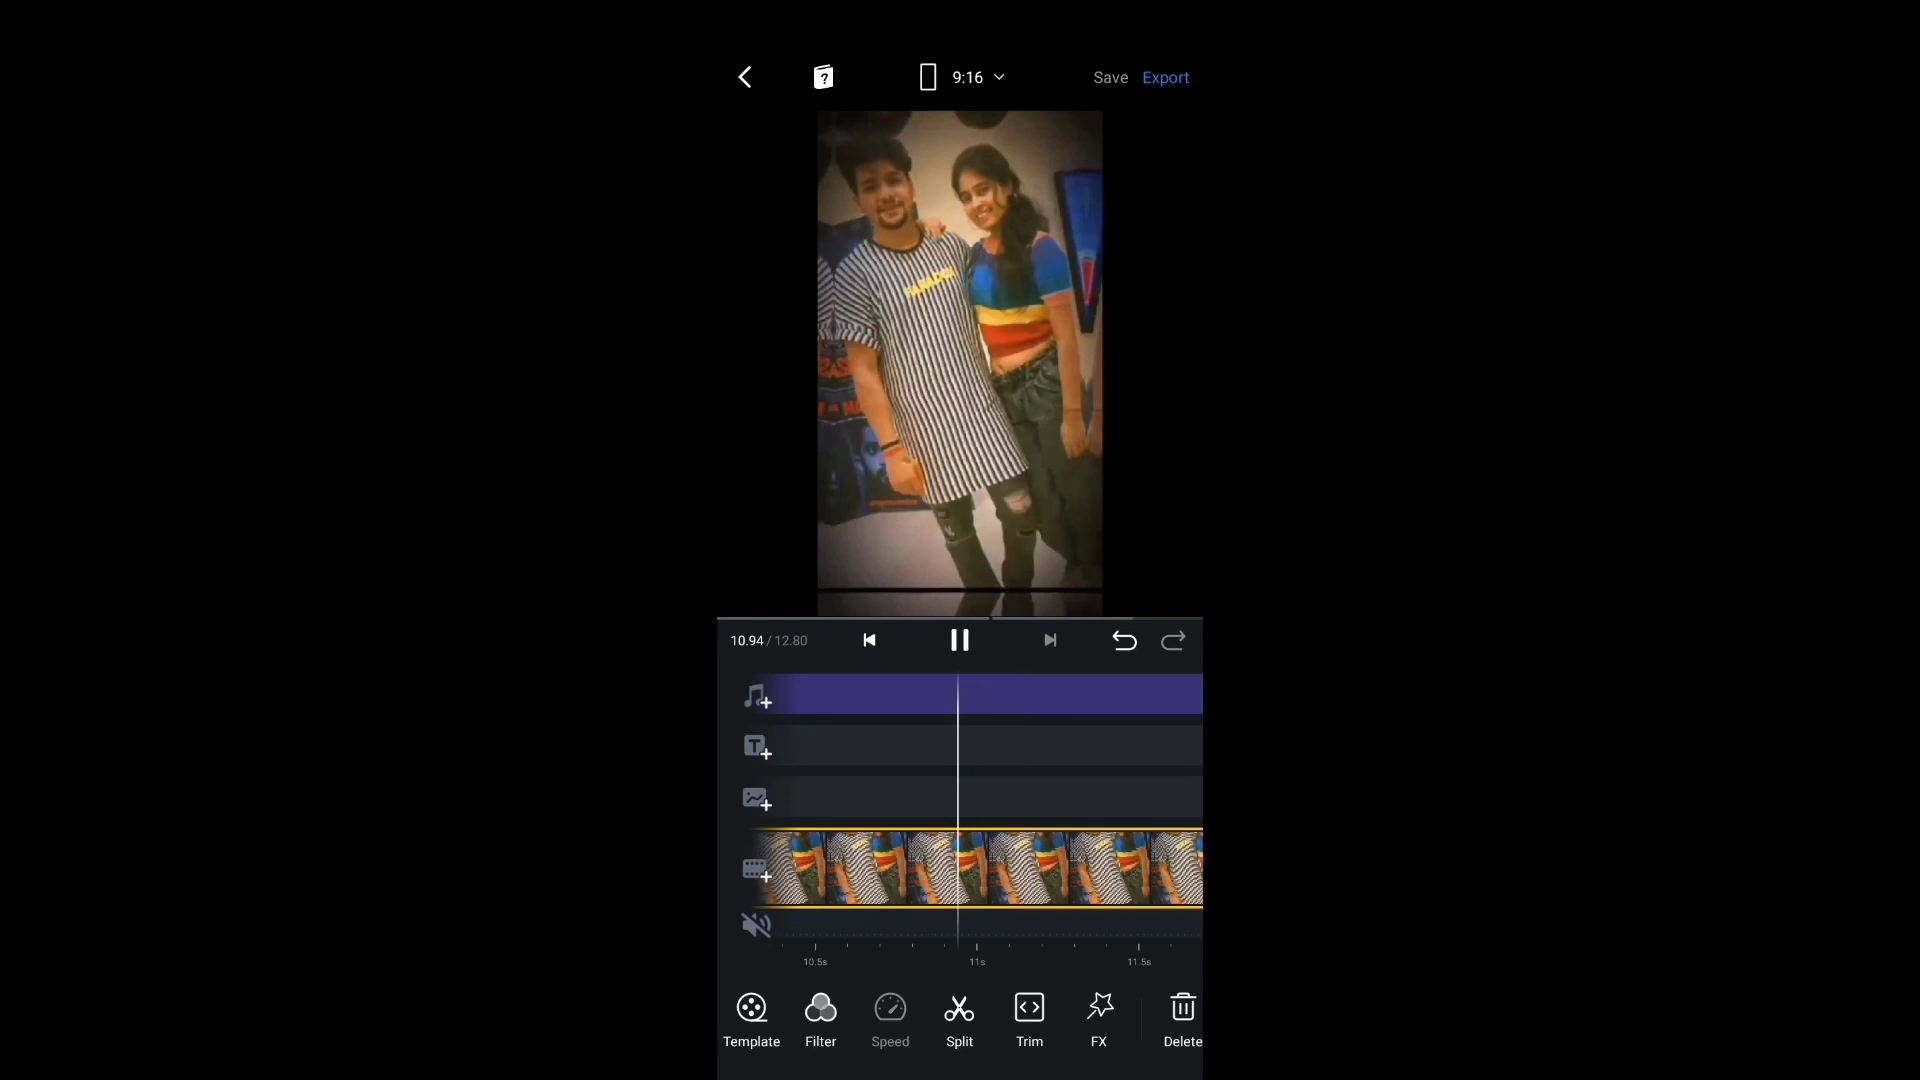 ?
9:16
Save
Export
10.94 / 12.80
10.5s
11s
11.5s
Template
Filter
Speed
Split
Trim
FX
Delete